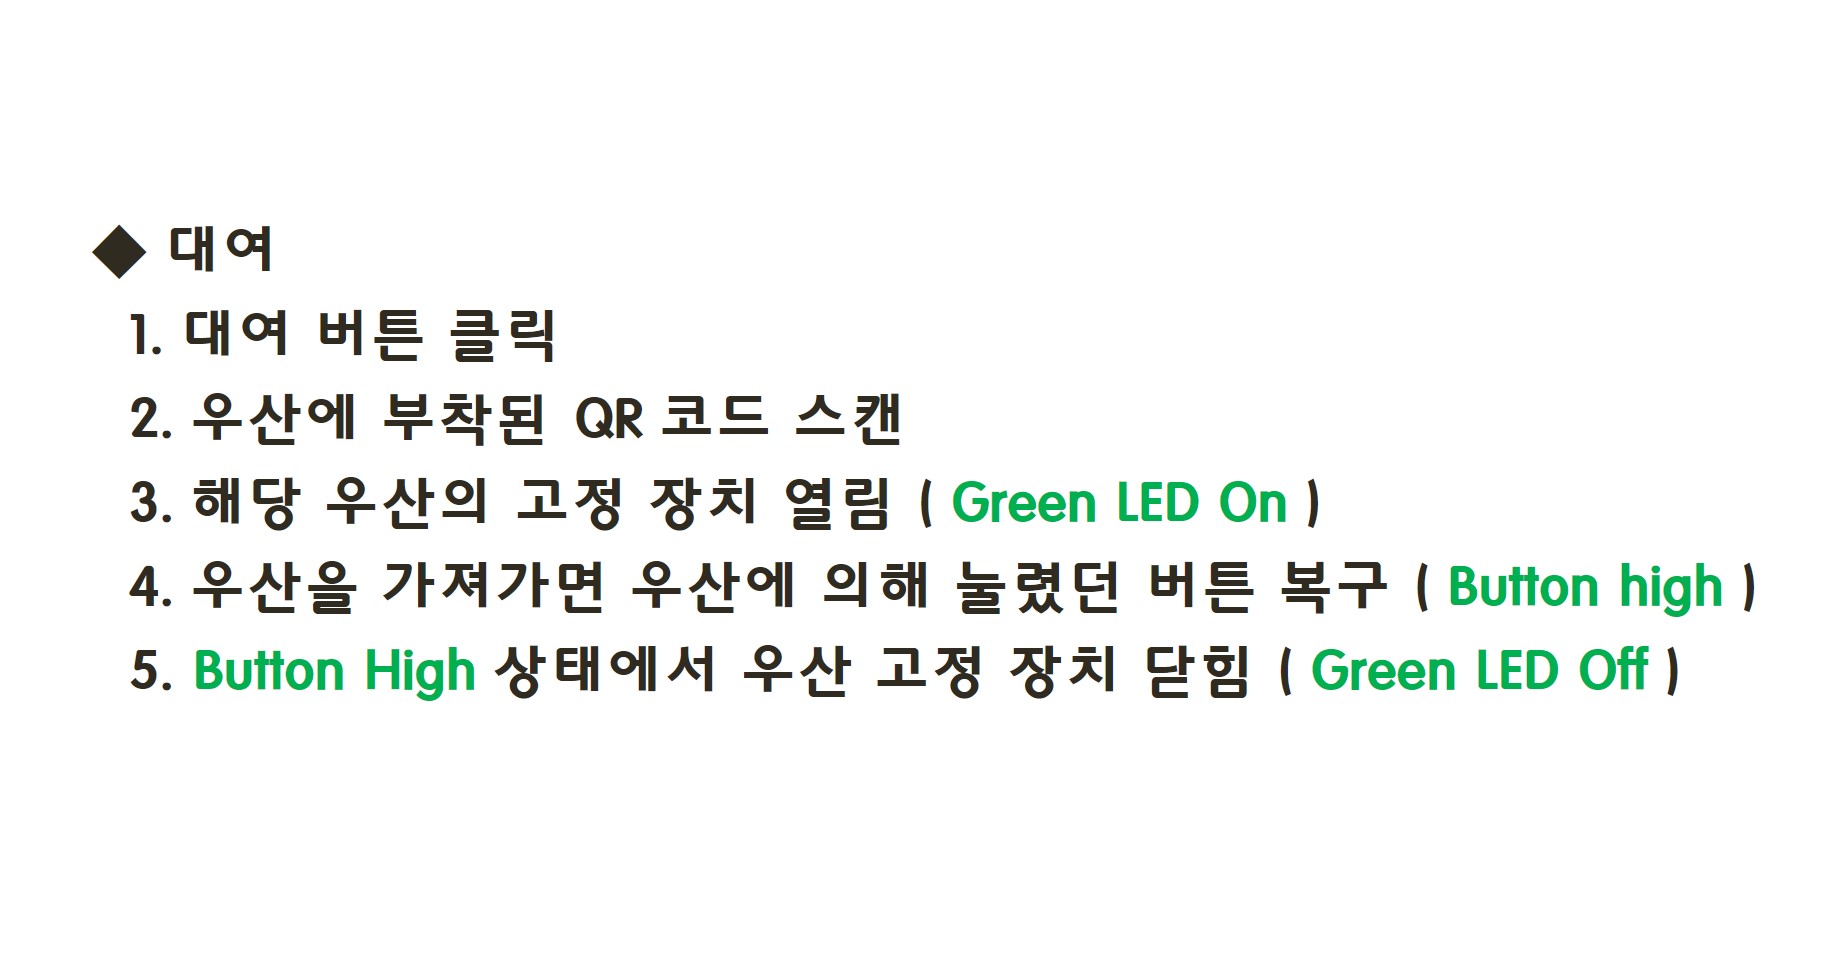 ◆ 대여
1. 대여 버튼 클릭
2. 우산에 부착된 QR 코드 스캔
3. 해당 우산의 고정 장치 열림 ( Green LED On )
4. 우산을 가져가면 우산에 의해 눌렸던 버튼 복구 ( Button high )
5. Button High 상태에서 우산 고정 장치 닫힘 ( Green LED Off )